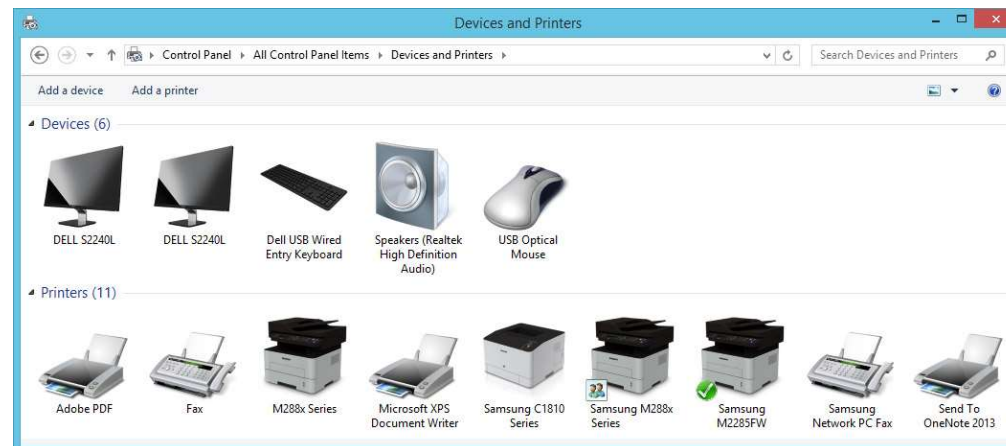 Devices and Printers
Control Panel ▸ All Control Panel Items ▸ Devices and Printers ▸
Search Devices and Printers
Add a device Add a printer
Devices (6)
DELL S2240L
DELL S2240L
Dell USB Wired
Entry Keyboard
Speakers (Realtek
High Definition
Audio)
USB Optical
Mouse
Printers (11)
Adobe PDF
Fax
M288x Series
Microsoft XPS
Document Writer
Samsung C1810
Series
Samsung M288x
Series
Samsung
M2285FW
Samsung
Network PC Fax
Send To
OneNote 2013